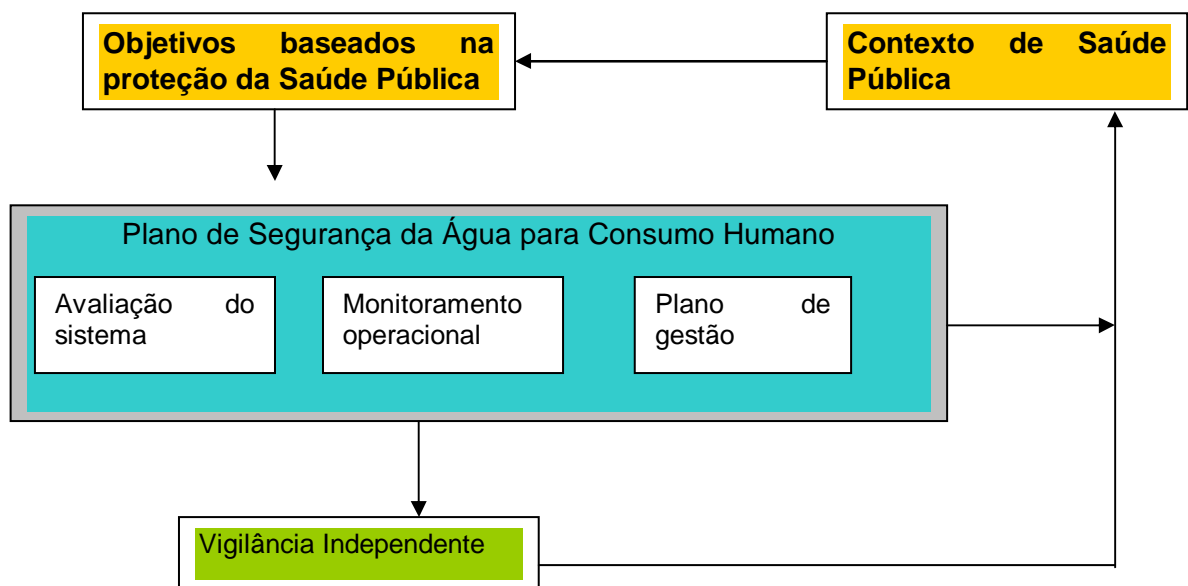 Objetivos baseados na
proteção da Saúde Pública
Contexto de Saúde
Pública
Plano de Segurança da Água para Consumo Humano
Avaliação do
sistema
Monitoramento
operacional
Plano de
gestão
Vigilância Independente